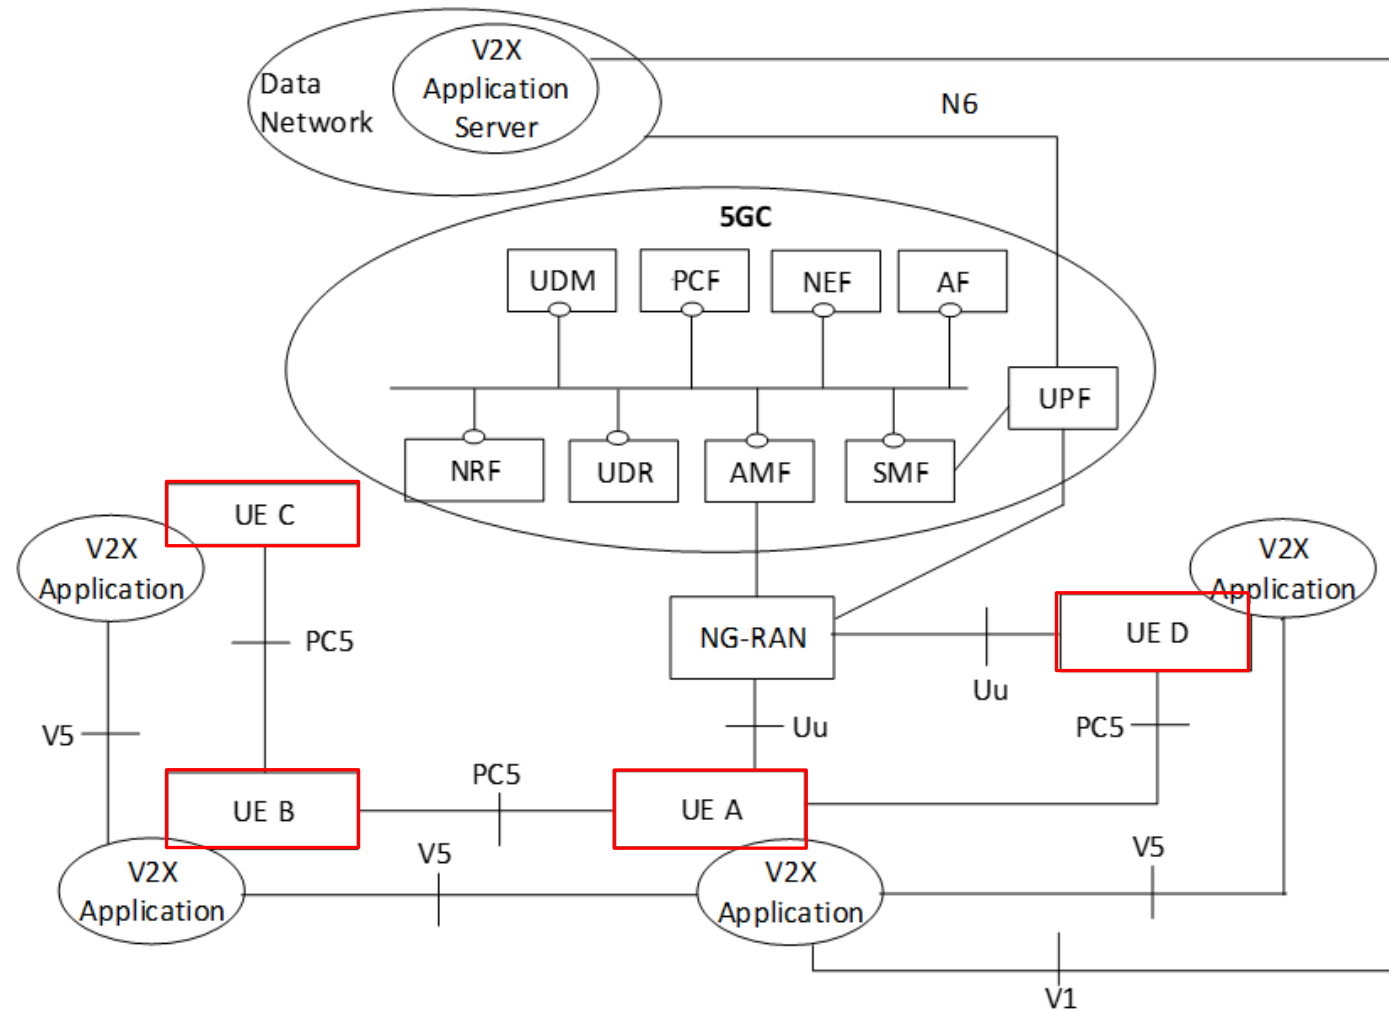 V2X
Application
Server
Data
Network
N6
5GC
UDM
PCF
NEF
AF
UPF
NRF
UDR
AMF
SMF
UE C
V2X
Application
PC5
V5
NG-RAN
Uu
UE D
V2X
Application
Uu
PC5
UE B
PC5
UE A
V2X
Application
V5
V2X
Application
V5
V1